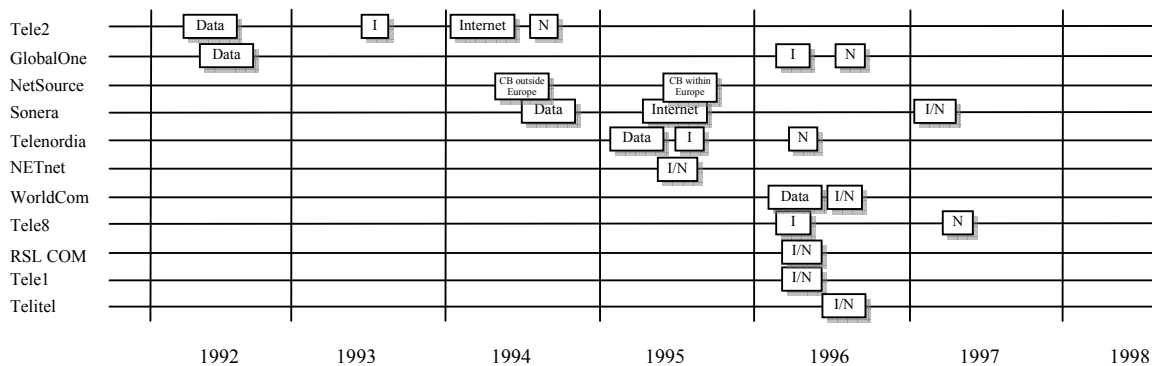 Tele2 Data I Internet N
GlobalOne Data I N
NetSource CB outside Europe CB within Europe
Sonera Data Internet I/N
Telenordia Data I N
NETnet I/N
WorldCom Data I/N
Tele8 I N
RSL COM I/N
Tele1 I/N
Telitel I/N
1992 1993 1994 1995 1996 1997 1998